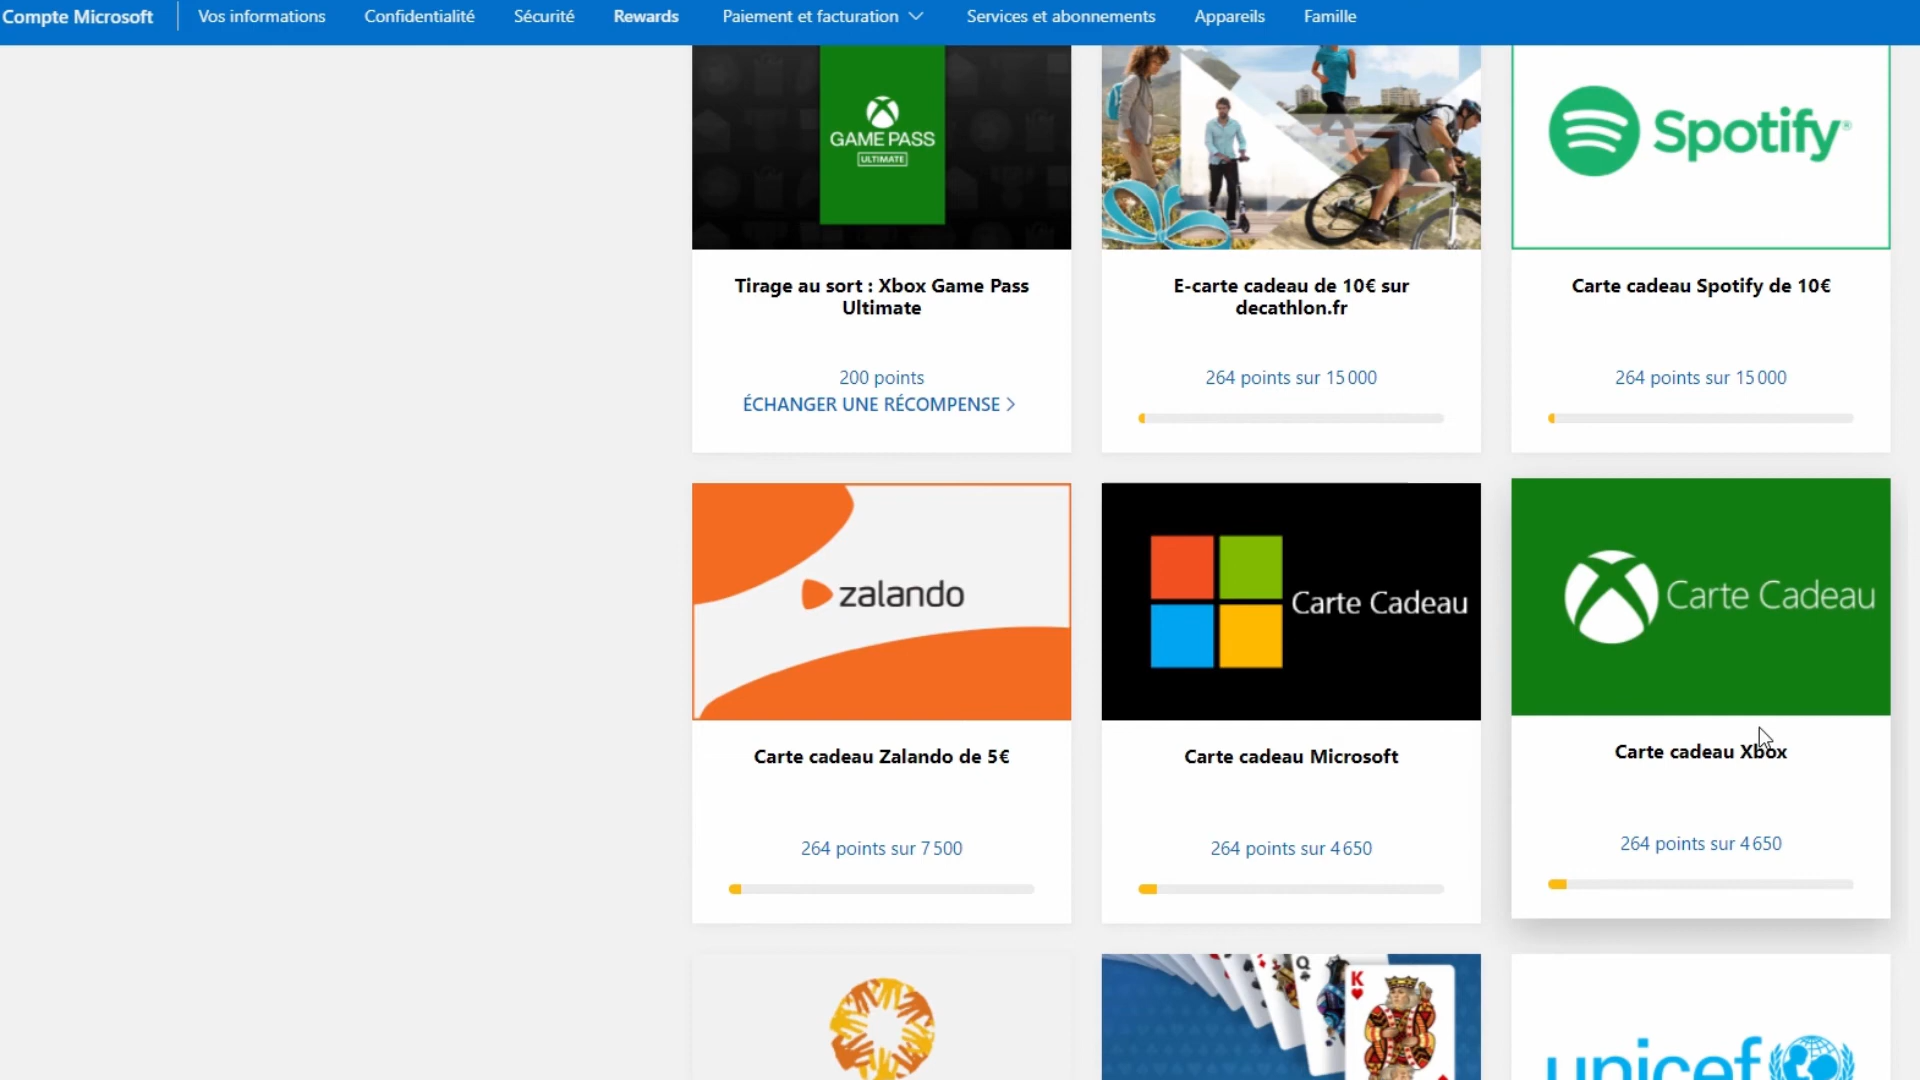 Compte Microsoft
Vos informations
Confidentialité
Sécurité
Rewards
Paiement et facturation
Services et abonnements
Appareils
Famille
GAME PASS
ULTIMATE
Spotify®
Tirage au sort : Xbox Game Pass
Ultimate
200 points
ÉCHANGER UNE RÉCOMPENSE >
E-carte cadeau de 10€ sur
decathlon.fr
264 points sur 15 000
Carte cadeau Spotify de 10€
264 points sur 15 000
zalando
Carte cadeau Zalando de 5€
264 points sur 7 500
Carte Cadeau
Carte cadeau Microsoft
264 points sur 4 650
Carte Cadeau
Carte cadeau Xbox
264 points sur 4 650
Q
K
unicef